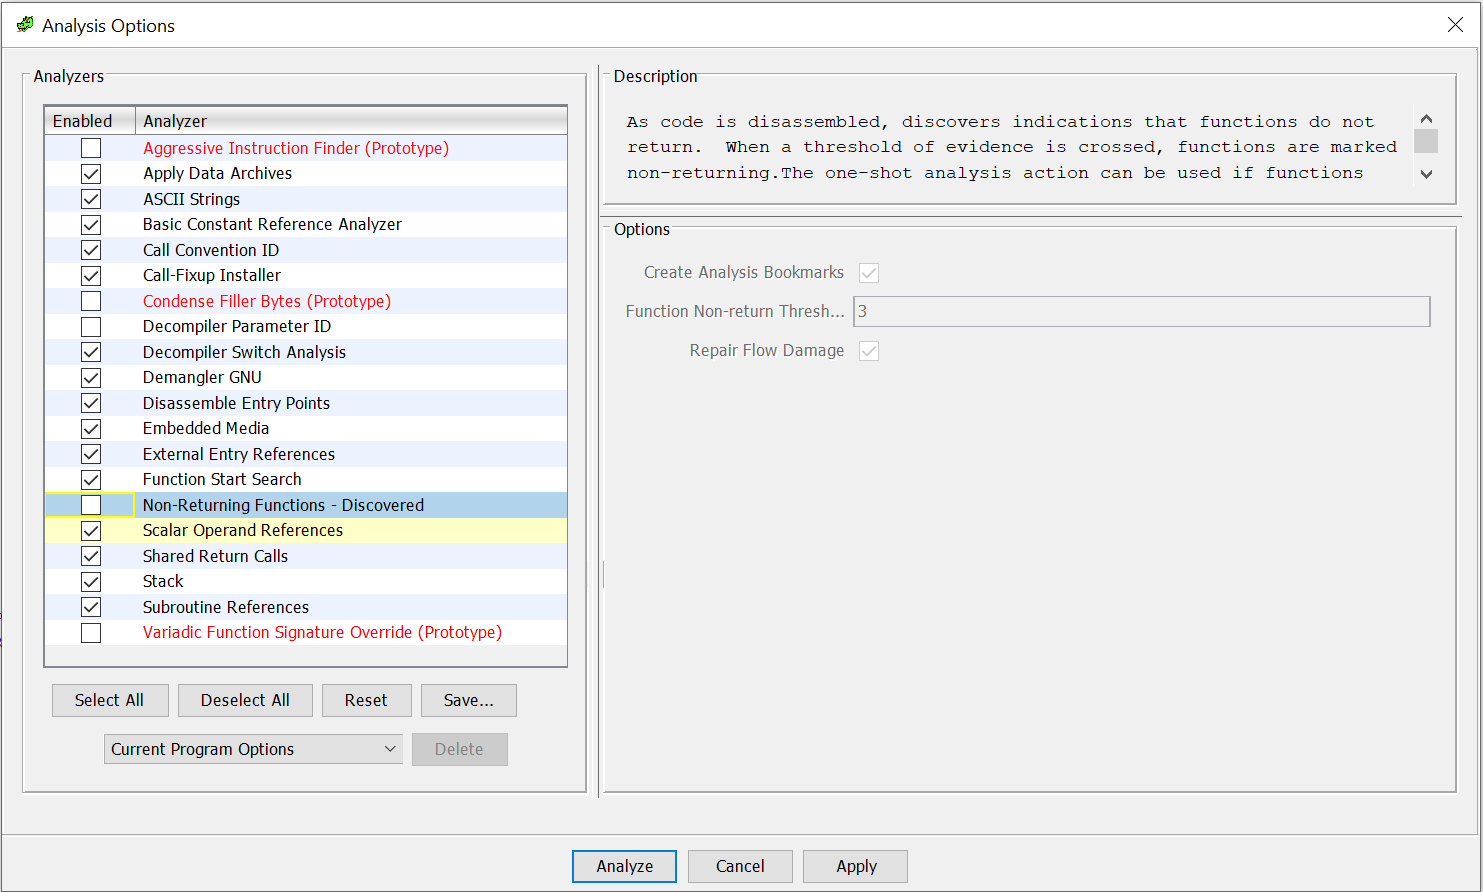 Analysis Options
Analyzers
Enabled Analyzer
Aggressive Instruction Finder (Prototype)
Apply Data Archives
ASCII Strings
Basic Constant Reference Analyzer
Call Convention ID
Call-Fixup Installer
Condense Filler Bytes (Prototype)
Decompiler Parameter ID
Decompiler Switch Analysis
Demangler GNU
Disassemble Entry Points
Embedded Media
External Entry References
Function Start Search
Non-Returning Functions - Discovered
Scalar Operand References
Shared Return Calls
Stack
Subroutine References
Variadic Function Signature Override (Prototype)
Select All Deselect All Reset Save...
Current Program Options Delete
Description
As code is disassembled, discovers indications that functions do not
return.  When a threshold of evidence is crossed, functions are marked
non-returning.The one-shot analysis action can be used if functions
Options
Create Analysis Bookmarks
Function Non-return Thresh... 3
Repair Flow Damage
Analyze Cancel Apply